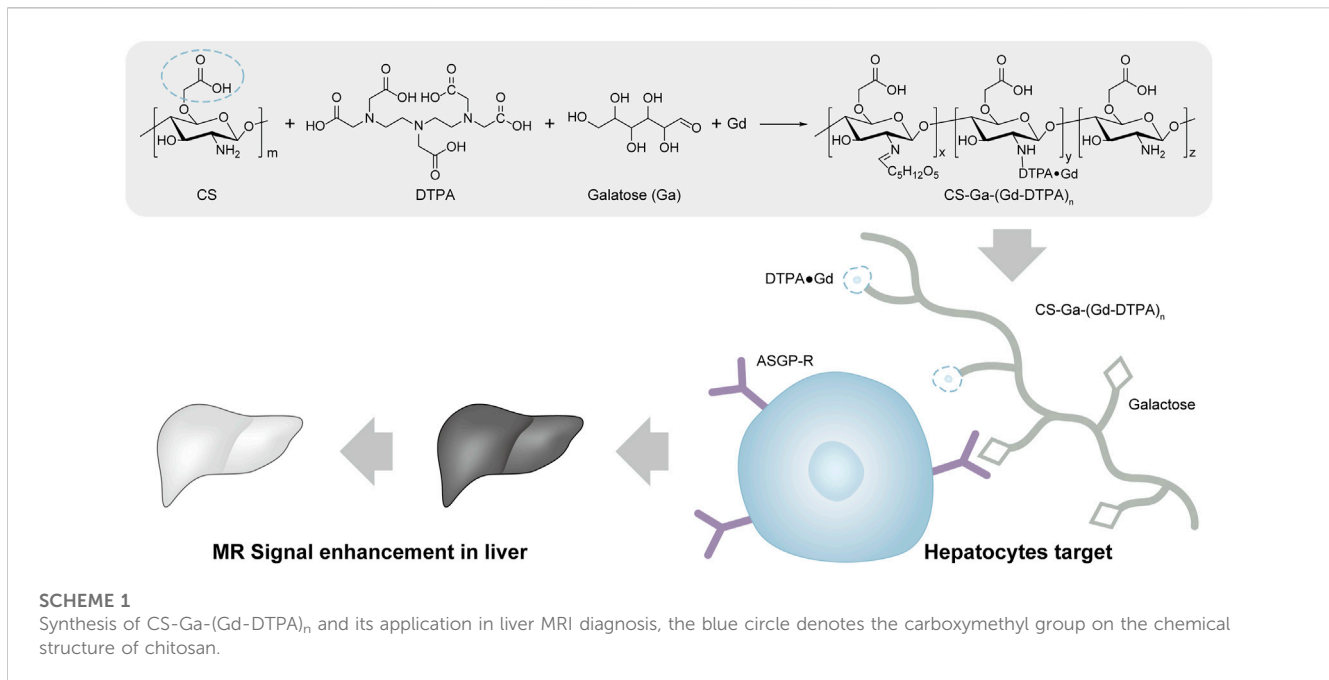 O
OH
O
O
HO
NH₂
O
m
CS
+
O
HO
OH
N
N
N
O
OH
O
HO
O
OH
O
OH
DTPA
+
HO
OH
OH
OH
OH
O
Galatose (Ga)
+ Gd
O
OH
O
O
HO
N
O
x
C₅H₁₂O₅
O
OH
O
O
HO
NH
O
y
DTPA•Gd
O
OH
O
O
HO
NH₂
O
z
CS-Ga-(Gd-DTPA)ₙ
DTPA●Gd
CS-Ga-(Gd-DTPA)ₙ
ASGP-R
Galactose
MR Signal enhancement in liver
Hepatocytes target
SCHEME 1
Synthesis of CS-Ga-(Gd-DTPA)ₙ and its application in liver MRI diagnosis, the blue circle denotes the carboxymethyl group on the chemical
structure of chitosan.